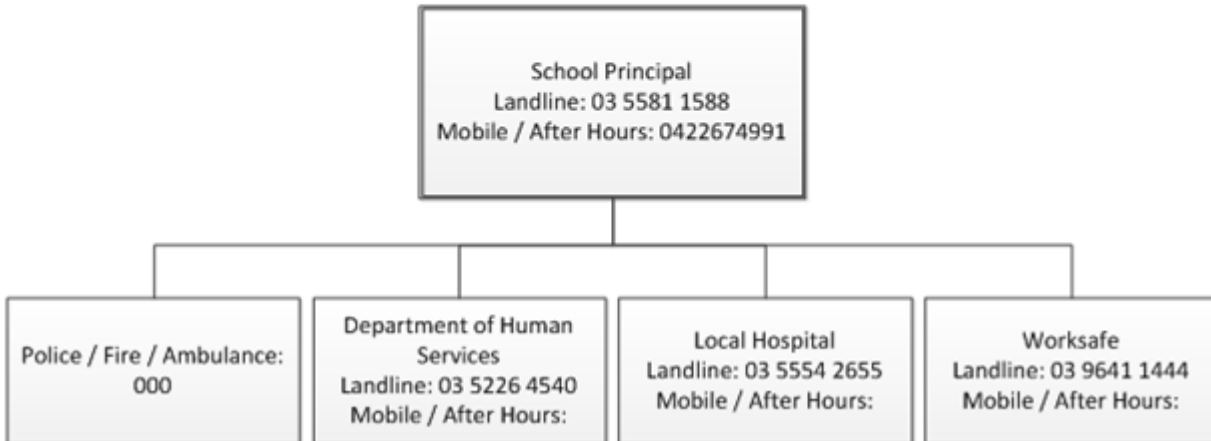 School Principal
Landline: 03 5581 1588
Mobile / After Hours: 0422674991
Police / Fire / Ambulance:
000
Department of Human
Services
Landline: 03 5226 4540
Mobile / After Hours:
Local Hospital
Landline: 03 5554 2655
Mobile / After Hours:
Worksafe
Landline: 03 9641 1444
Mobile / After Hours: